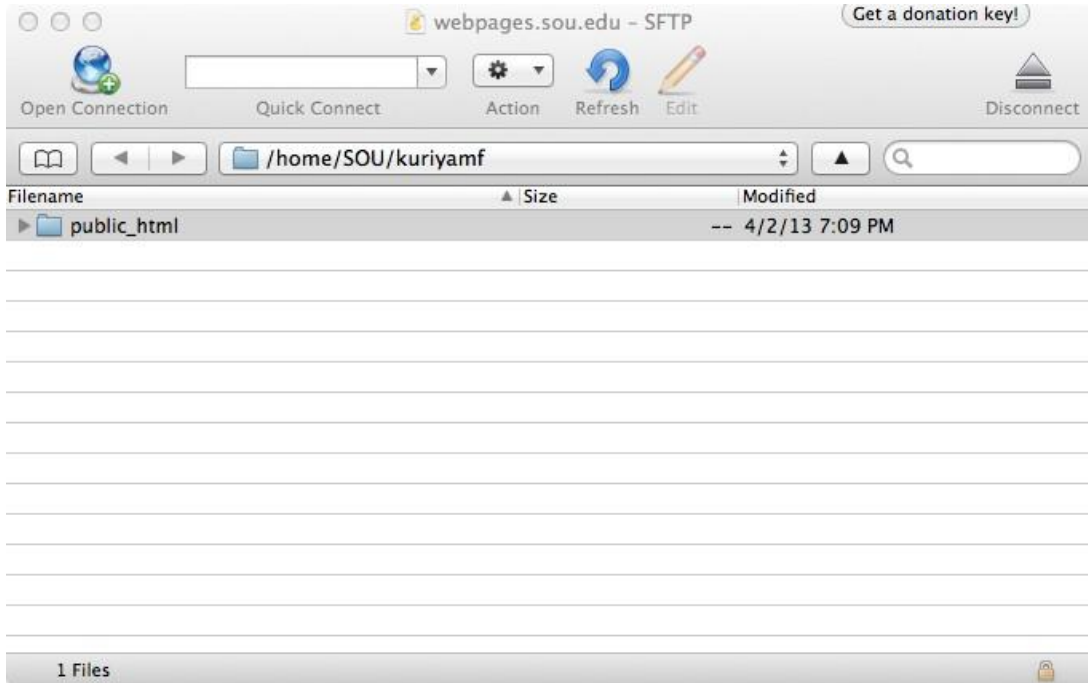 webpages.sou.edu – SFTP
Get a donation key!
Open Connection
Quick Connect
Action
Refresh
Edit
Disconnect
/home/SOU/kuriyamf
Filename Size Modified
public_html -- 4/2/13 7:09 PM
1 Files